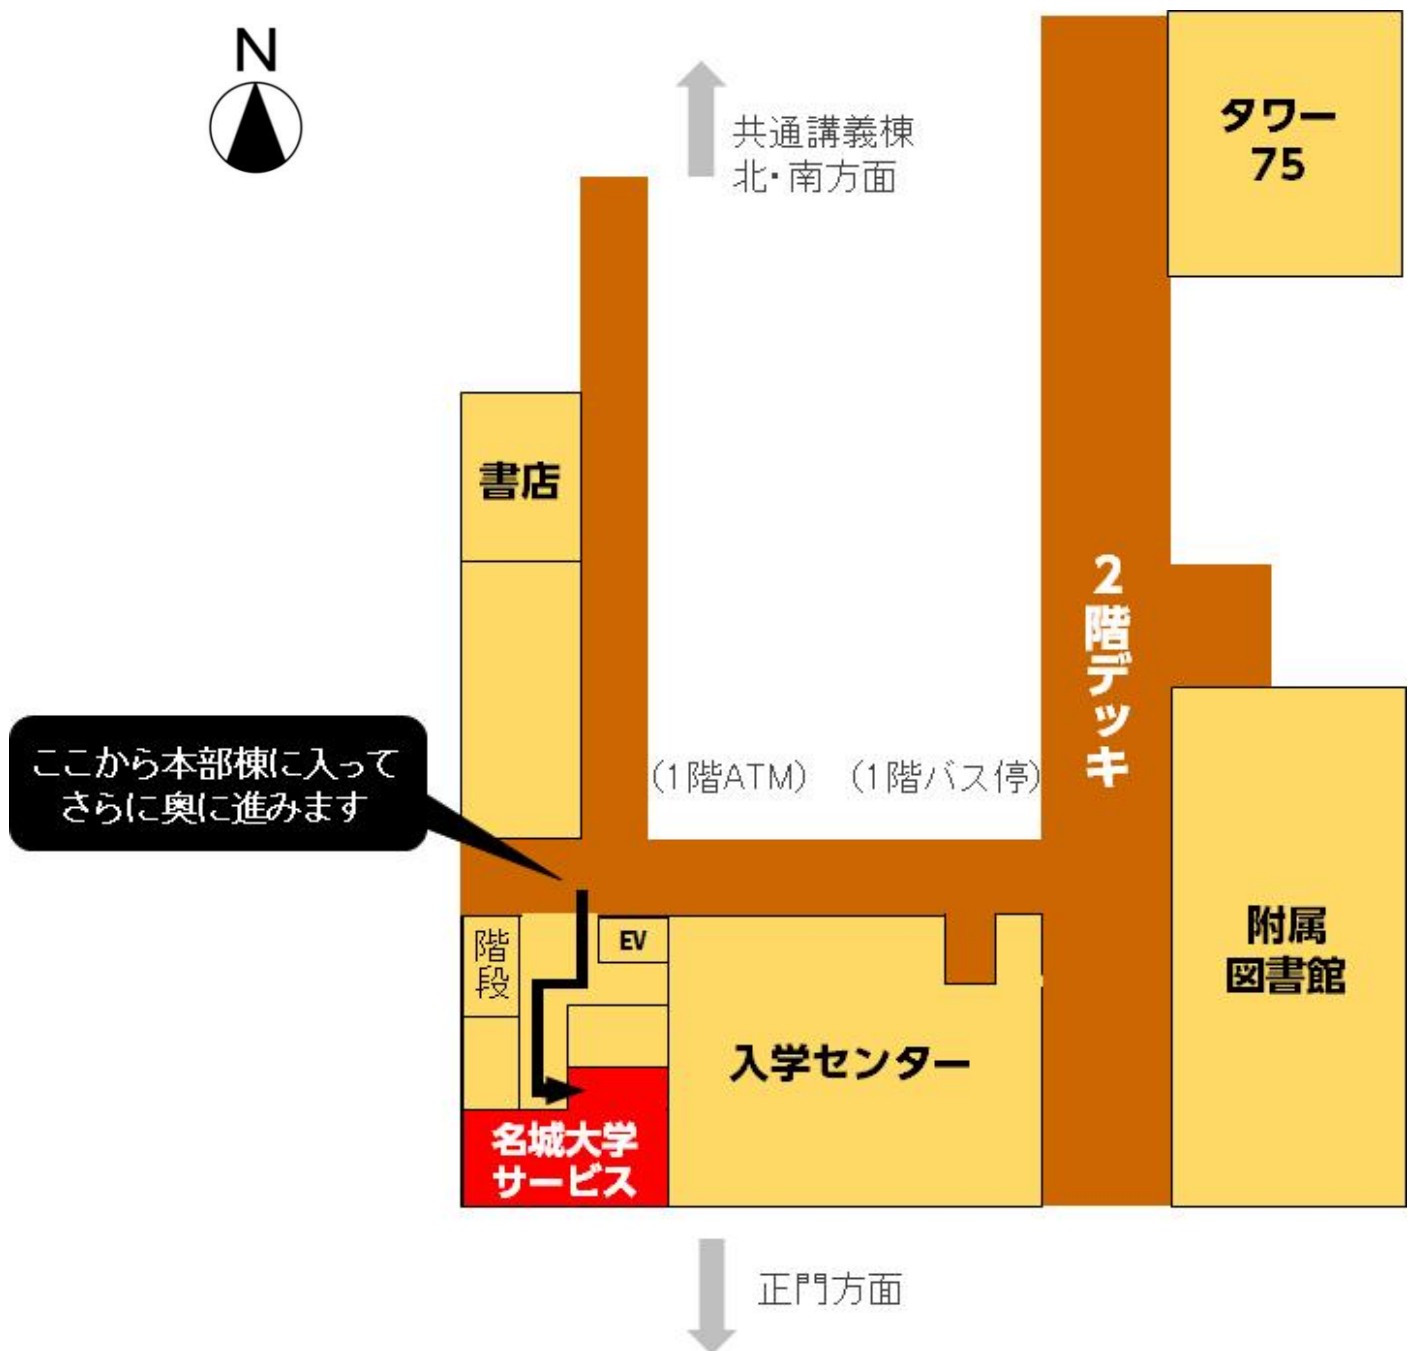 N
共通講義棟
北・南方面
タワー
75
書店
2階デッキ
ここから本部棟に入って
さらに奥に進みます
(1階ATM)
(1階バス停)
階段
EV
附属
図書館
入学センター
名城大学
サービス
正門方面